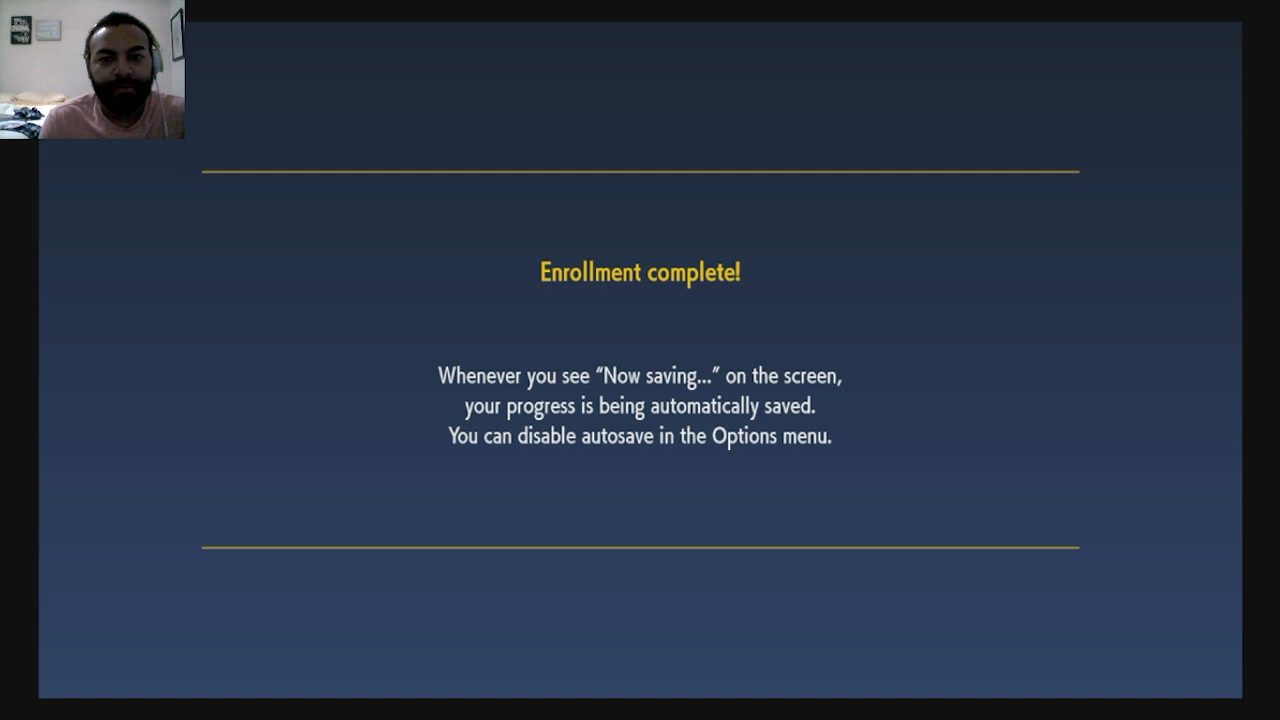 Enrollment complete!
Whenever you see “Now saving...” on the screen,
your progress is being automatically saved.
You can disable autosave in the Options menu.